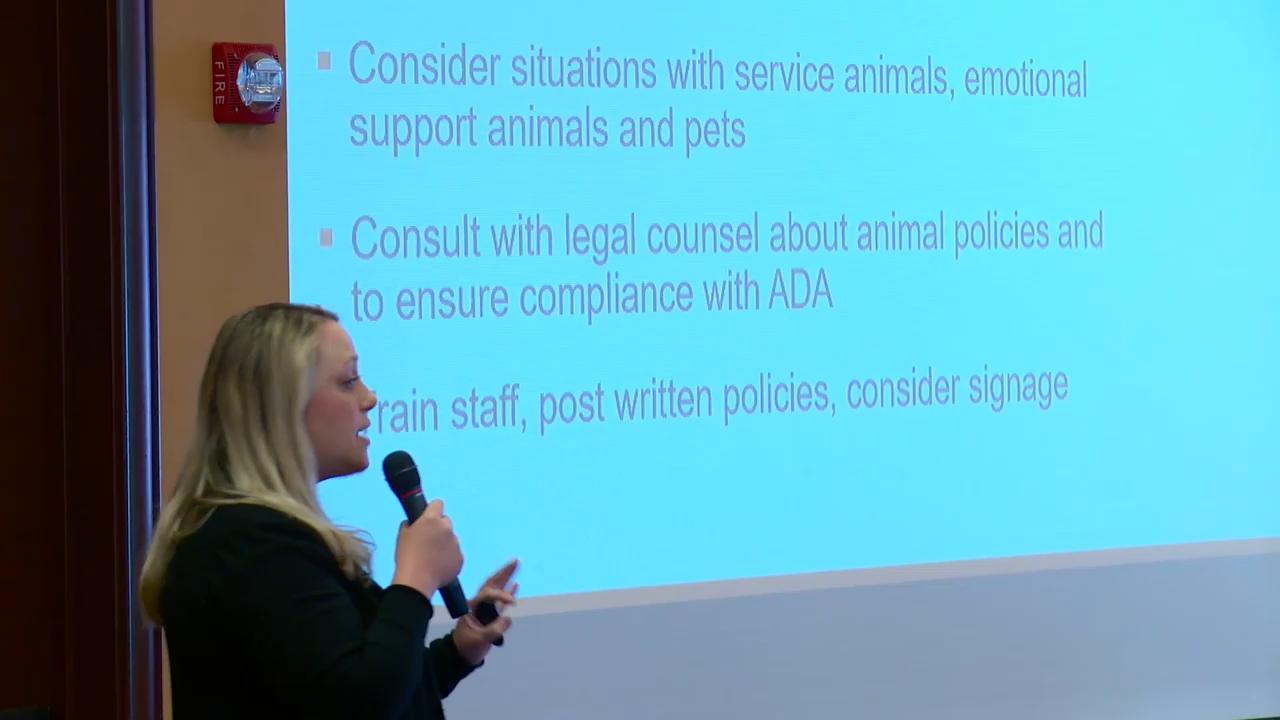 FIRE
Consider situations with service animals, emotional
support animals and pets
Consult with legal counsel about animal policies and
to ensure compliance with ADA
rain staff, post written policies, consider signage